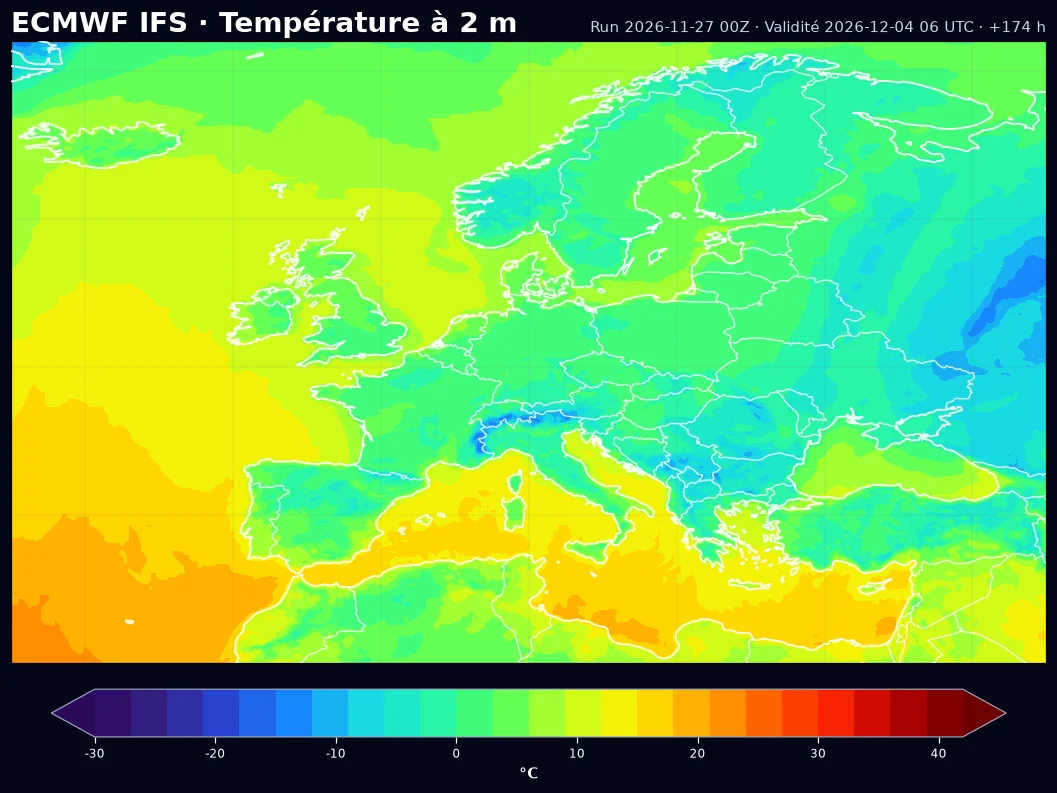 ECMWF IFS · Température à 2 m
Run 2026-11-27 00Z · Validité 2026-12-04 06 UTC · +174 h
-30 -20 -10 0 10 20 30 40
°C